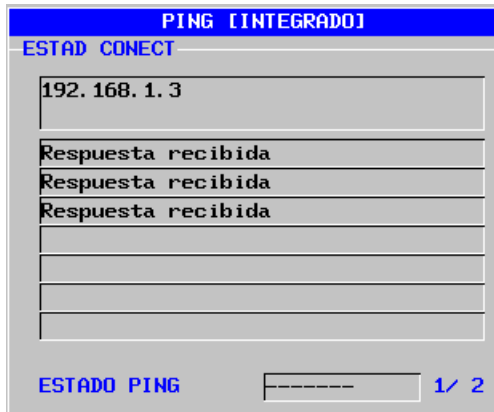 PING [INTEGRADO]
ESTAD CONECT
192.168.1.3
Respuesta recibida
Respuesta recibida
Respuesta recibida
ESTADO PING ------- 1/ 2